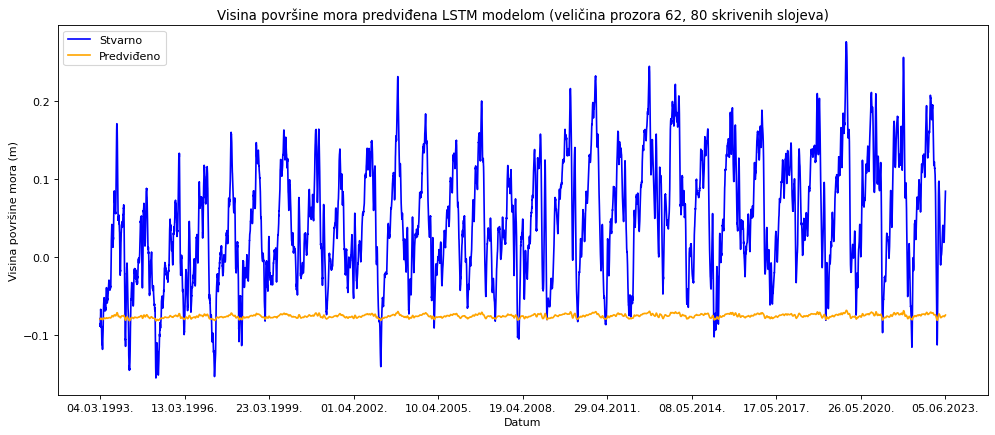 Visina površine mora predviđena LSTM modelom (veličina prozora 62, 80 skrivenih slojeva)
Stvarno
Predviđeno
Visina površine mora (m)
0.2
0.1
0.0
−0.1
04.03.1993. 13.03.1996. 23.03.1999. 01.04.2002. 10.04.2005. 19.04.2008. 29.04.2011. 08.05.2014. 17.05.2017. 26.05.2020. 05.06.2023.
Datum